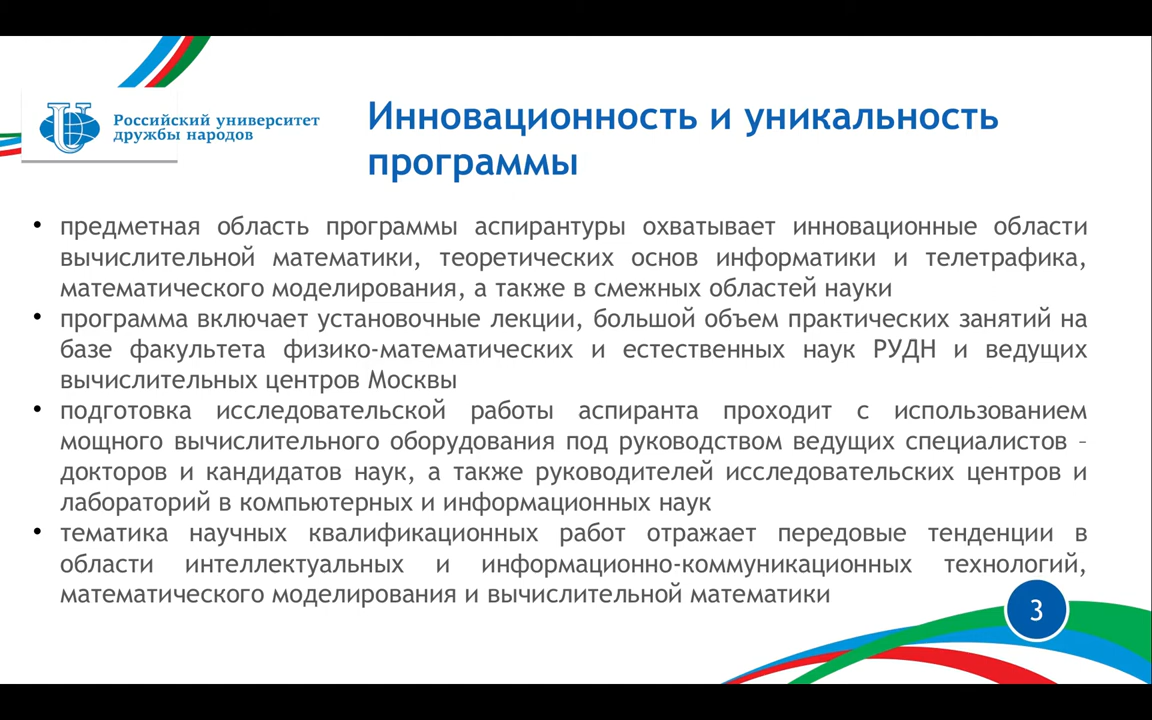 Российский университет
дружбы народов
Инновационность и уникальность
программы
• предметная область программы аспирантуры охватывает инновационные области
вычислительной математики, теоретических основ информатики и телетрафика,
математического моделирования, а также в смежных областей науки
• программа включает установочные лекции, большой объем практических занятий на
базе факультета физико-математических и естественных наук РУДН и ведущих
вычислительных центров Москвы
• подготовка исследовательской работы аспиранта проходит с использованием
мощного вычислительного оборудования под руководством ведущих специалистов –
докторов и кандидатов наук, а также руководителей исследовательских центров и
лабораторий в компьютерных и информационных наук
• тематика научных квалификационных работ отражает передовые тенденции в
области интеллектуальных и информационно-коммуникационных технологий,
математического моделирования и вычислительной математики
3